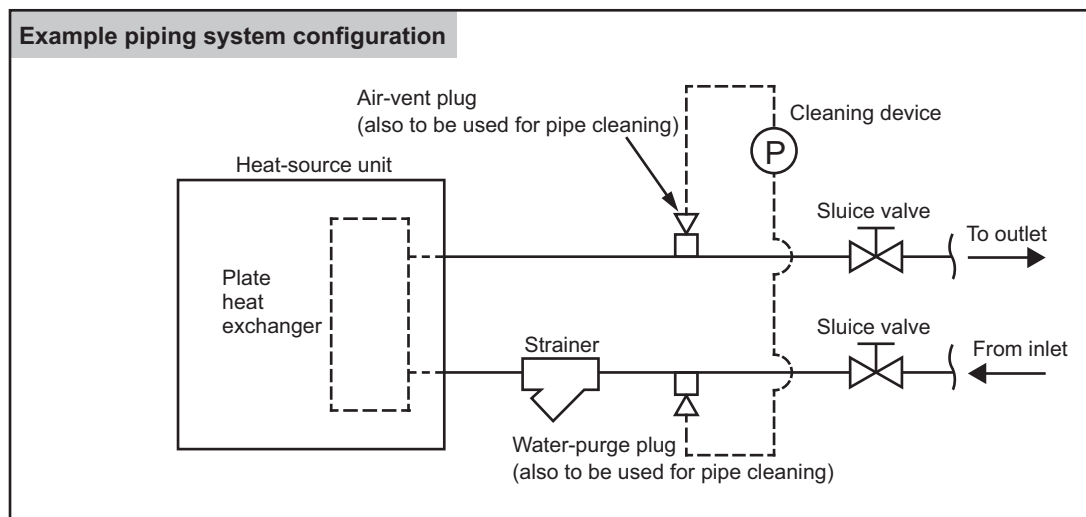 Example piping system configuration
Air-vent plug
(also to be used for pipe cleaning)
Cleaning device
P
Heat-source unit
Sluice valve
To outlet
Plate
heat
exchanger
Sluice valve
Strainer
From inlet
Water-purge plug
(also to be used for pipe cleaning)